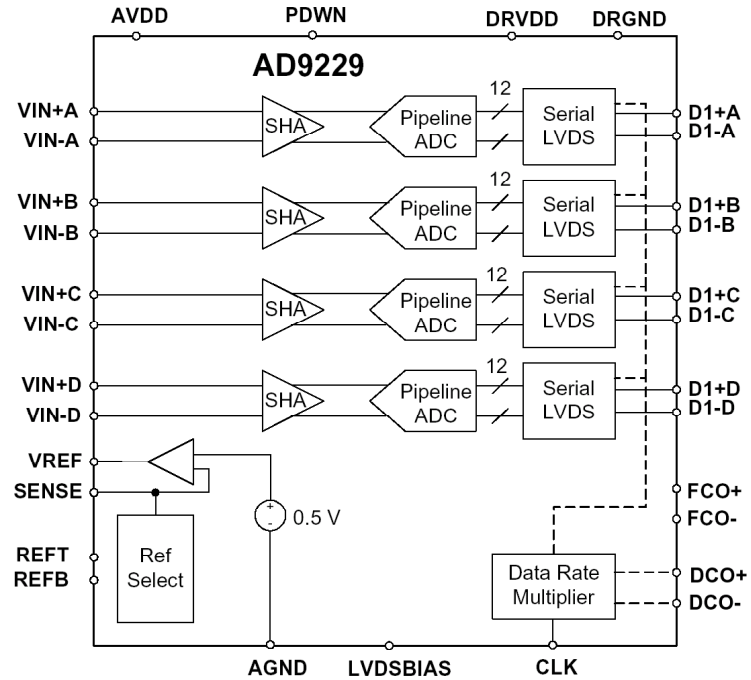 AVDD
PDWN
DRVDD
DRGND
AD9229
VIN+A
VIN-A
SHA
Pipeline
ADC
12
Serial
LVDS
D1+A
D1-A
VIN+B
VIN-B
SHA
Pipeline
ADC
12
Serial
LVDS
D1+B
D1-B
VIN+C
VIN-C
SHA
Pipeline
ADC
12
Serial
LVDS
D1+C
D1-C
VIN+D
VIN-D
SHA
Pipeline
ADC
12
Serial
LVDS
D1+D
D1-D
VREF
SENSE
+
-
0.5 V
FCO+
FCO-
REFT
REFB
Ref
Select
Data Rate
Multiplier
DCO+
DCO-
AGND
LVDSBIAS
CLK